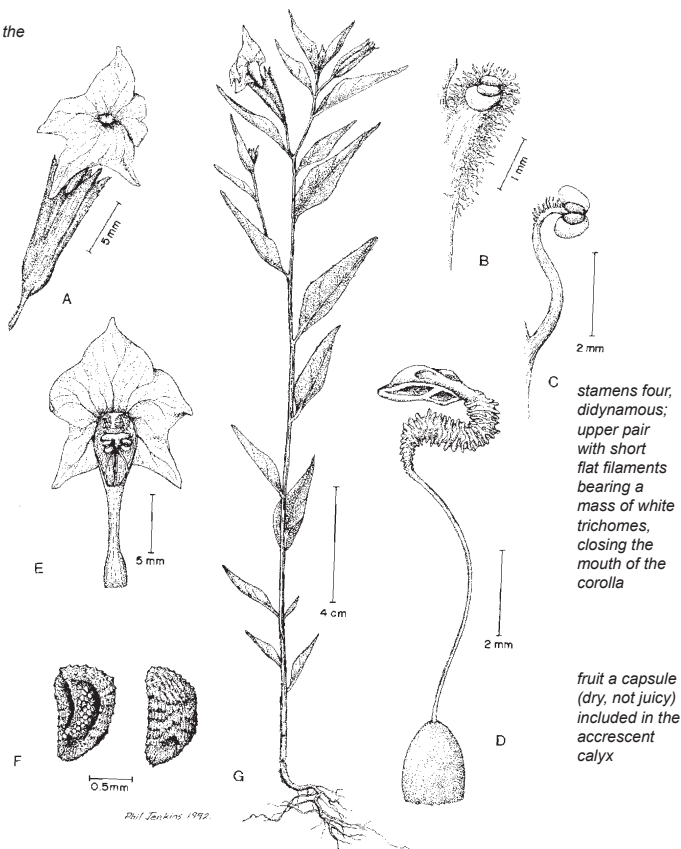 the
A
5 mm
B
1 mm
C
2 mm
stamens four,
didynamous;
upper pair
with short
flat filaments
bearing a
mass of white
trichomes,
closing the
mouth of the
corolla
E
5 mm
4 cm
2 mm
D
fruit a capsule
(dry, not juicy)
included in the
accrescent
calyx
F
0.5mm
G
Phil Jenkins 1992.